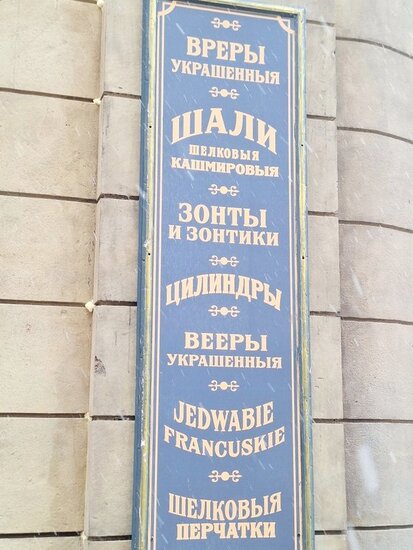 ВРЕРЫ
УКРАШЕННЫЯ
ШАЛИ
ШЕЛКОВЫЯ
КАШМИРОВЫЯ
ЗОНТЫ
И ЗОНТИКИ
ЦИЛИНДРЫ
ВЕЕРЫ
УКРАШЕННЫЯ
JEDWABIE
FRANCUSKIE
ШЕЛКОВЫЯ
ПЕРЧАТКИ